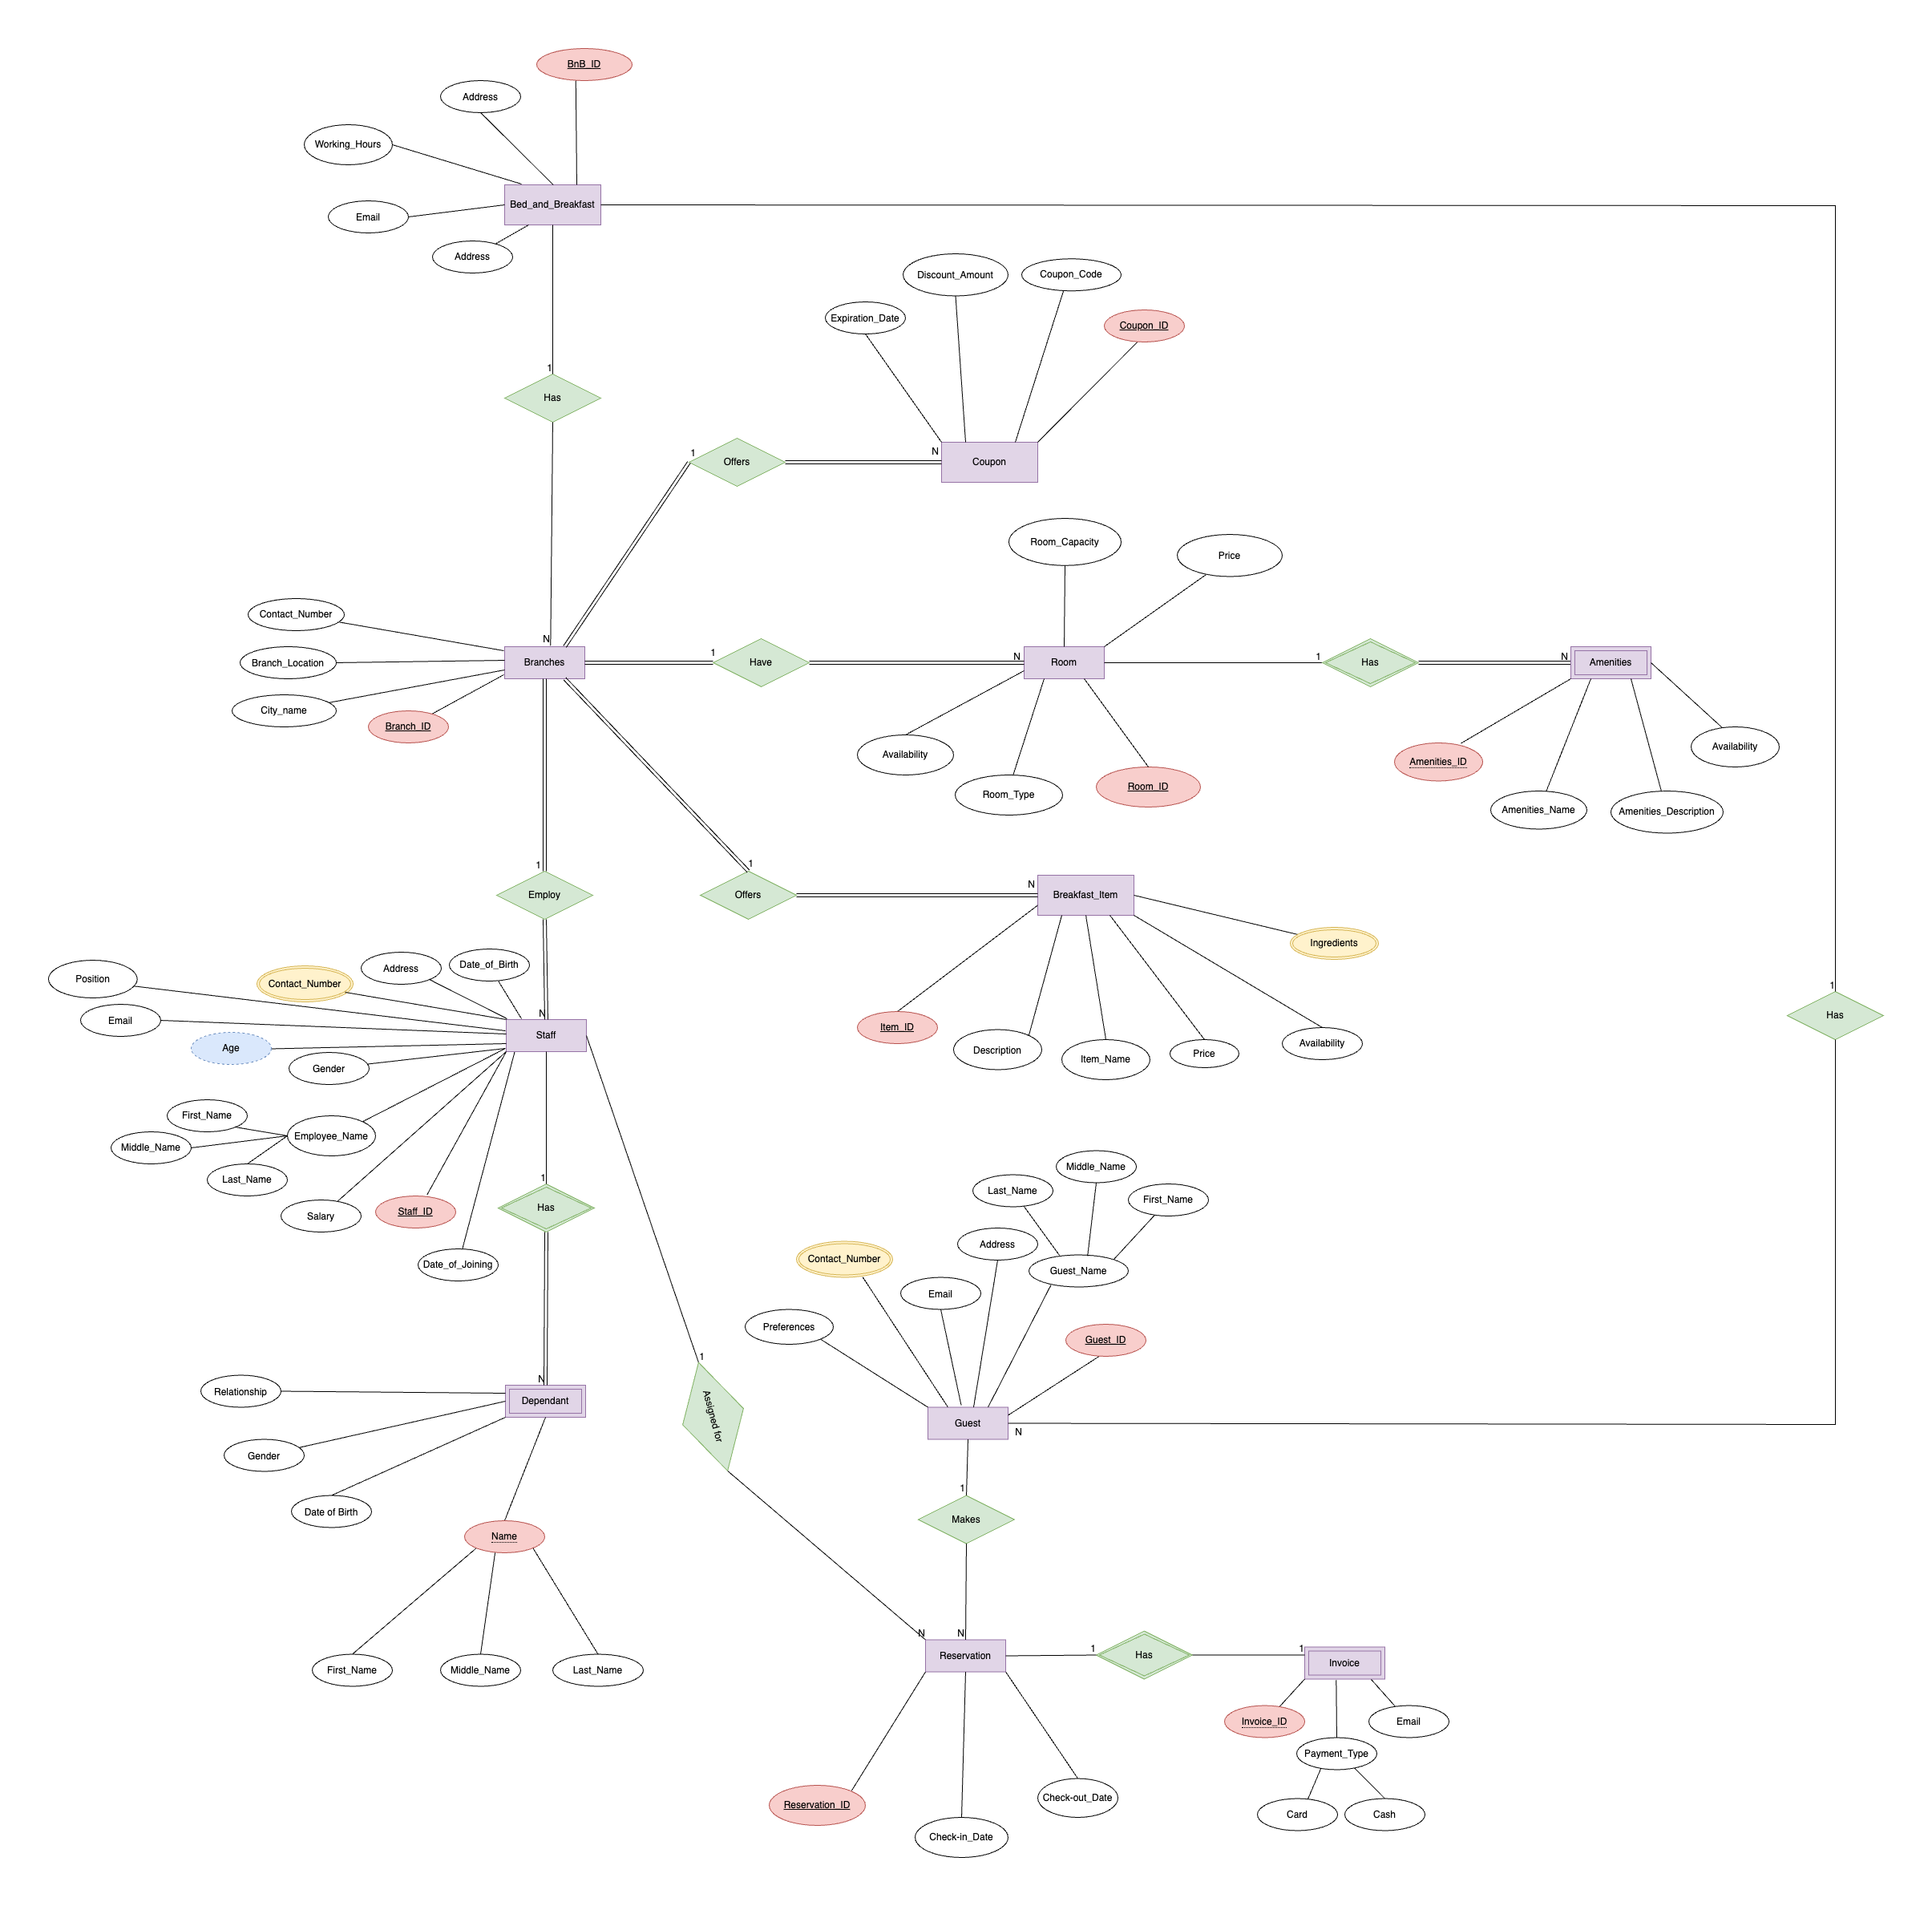 BnB_ID
Address
Working_Hours
Email
Bed_and_Breakfast
Address
Discount_Amount
Coupon_Code
Expiration_Date
Coupon_ID
1
Has
1
Offers
N
Coupon
Room_Capacity
Price
Contact_Number
N
Branch_Location
Branches
1
Have
N
Room
1
Has
N
Amenities
City_name
Branch_ID
Availability
Room_Type
Room_ID
Amenities_ID
Amenities_Name
Amenities_Description
Availability
1
Employ
1
Offers
N
Breakfast_Item
Ingredients
Item_ID
Description
Item_Name
Price
Availability
1
Has
Position
Contact_Number
Address
Date_of_Birth
Email
N
Staff
Age
Gender
First_Name
Employee_Name
Middle_Name
Last_Name
Salary
Staff_ID
Date_of_Joining
1
Has
Middle_Name
Last_Name
First_Name
Address
Contact_Number
Guest_Name
Email
Preferences
Guest_ID
1
Assigned for
N
Guest
N
Dependant
Relationship
Gender
Date of Birth
Name
First_Name
Middle_Name
Last_Name
1
Makes
N
N
Reservation
1
Has
1
Invoice
Invoice_ID
Email
Payment_Type
Card
Cash
Reservation_ID
Check-in_Date
Check-out_Date